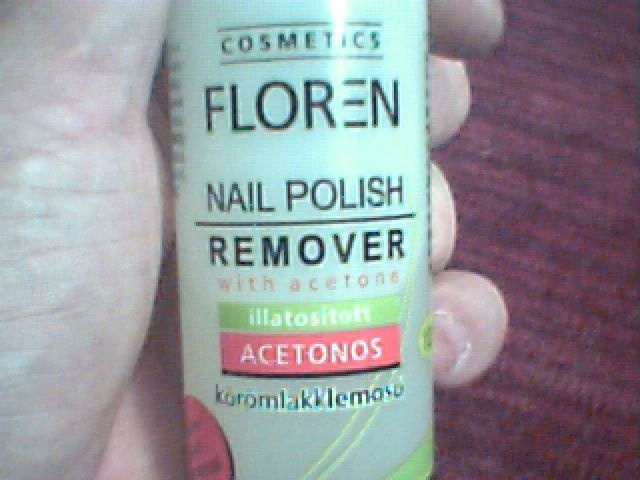 COSMETICS
FLOREN
NAIL POLISH
REMOVER
with acetone
illatosított
ACETONOS
körömlakklemosó